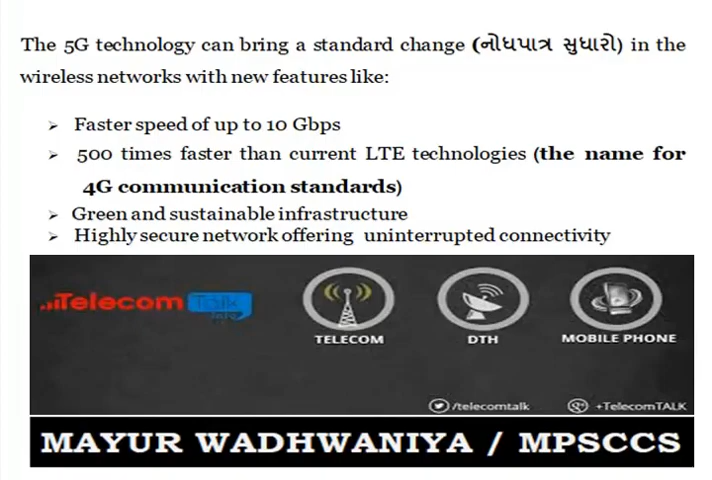 The 5G technology can bring a standard change (નોધપાત્ર સુધારો) in the
wireless networks with new features like:
➢ Faster speed of up to 10 Gbps
➢ 500 times faster than current LTE technologies (the name for
4G communication standards)
➢ Green and sustainable infrastructure
➢ Highly secure network offering uninterrupted connectivity
Telecom Talk
info
TELECOM DTH MOBILE PHONE
/telecomtalk +TelecomTALK
MAYUR WADHWANIYA / MPSCCS